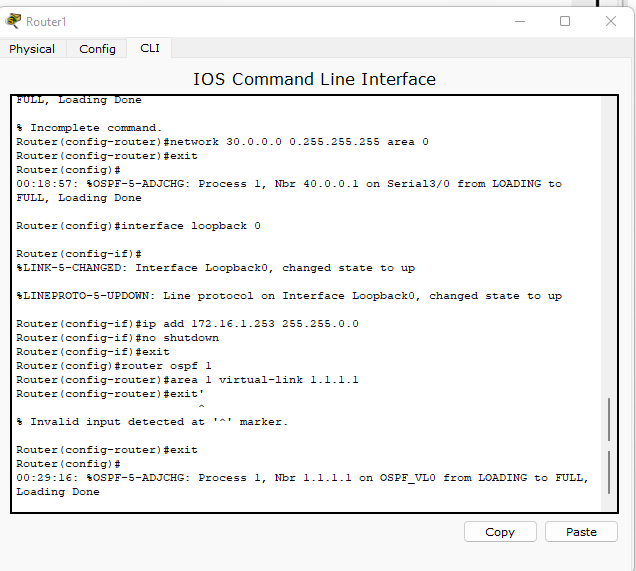 Router1
Physical Config CLI
IOS Command Line Interface
FULL, Loading Done
% Incomplete command.
Router(config-router)#network 30.0.0.0 0.255.255.255 area 0
Router(config-router)#exit
Router(config)#
00:18:57: %OSPF-5-ADJCHG: Process 1, Nbr 40.0.0.1 on Serial3/0 from LOADING to
FULL, Loading Done
Router(config)#interface loopback 0
Router(config-if)#
%LINK-5-CHANGED: Interface Loopback0, changed state to up
%LINEPROTO-5-UPDOWN: Line protocol on Interface Loopback0, changed state to up
Router(config-if)#ip add 172.16.1.253 255.255.0.0
Router(config-if)#no shutdown
Router(config-if)#exit
Router(config)#router ospf 1
Router(config-router)#area 1 virtual-link 1.1.1.1
Router(config-router)#exit'
^
% Invalid input detected at '^' marker.
Router(config-router)#exit
Router(config)#
00:29:16: %OSPF-5-ADJCHG: Process 1, Nbr 1.1.1.1 on OSPF_VL0 from LOADING to FULL,
Loading Done
Copy Paste